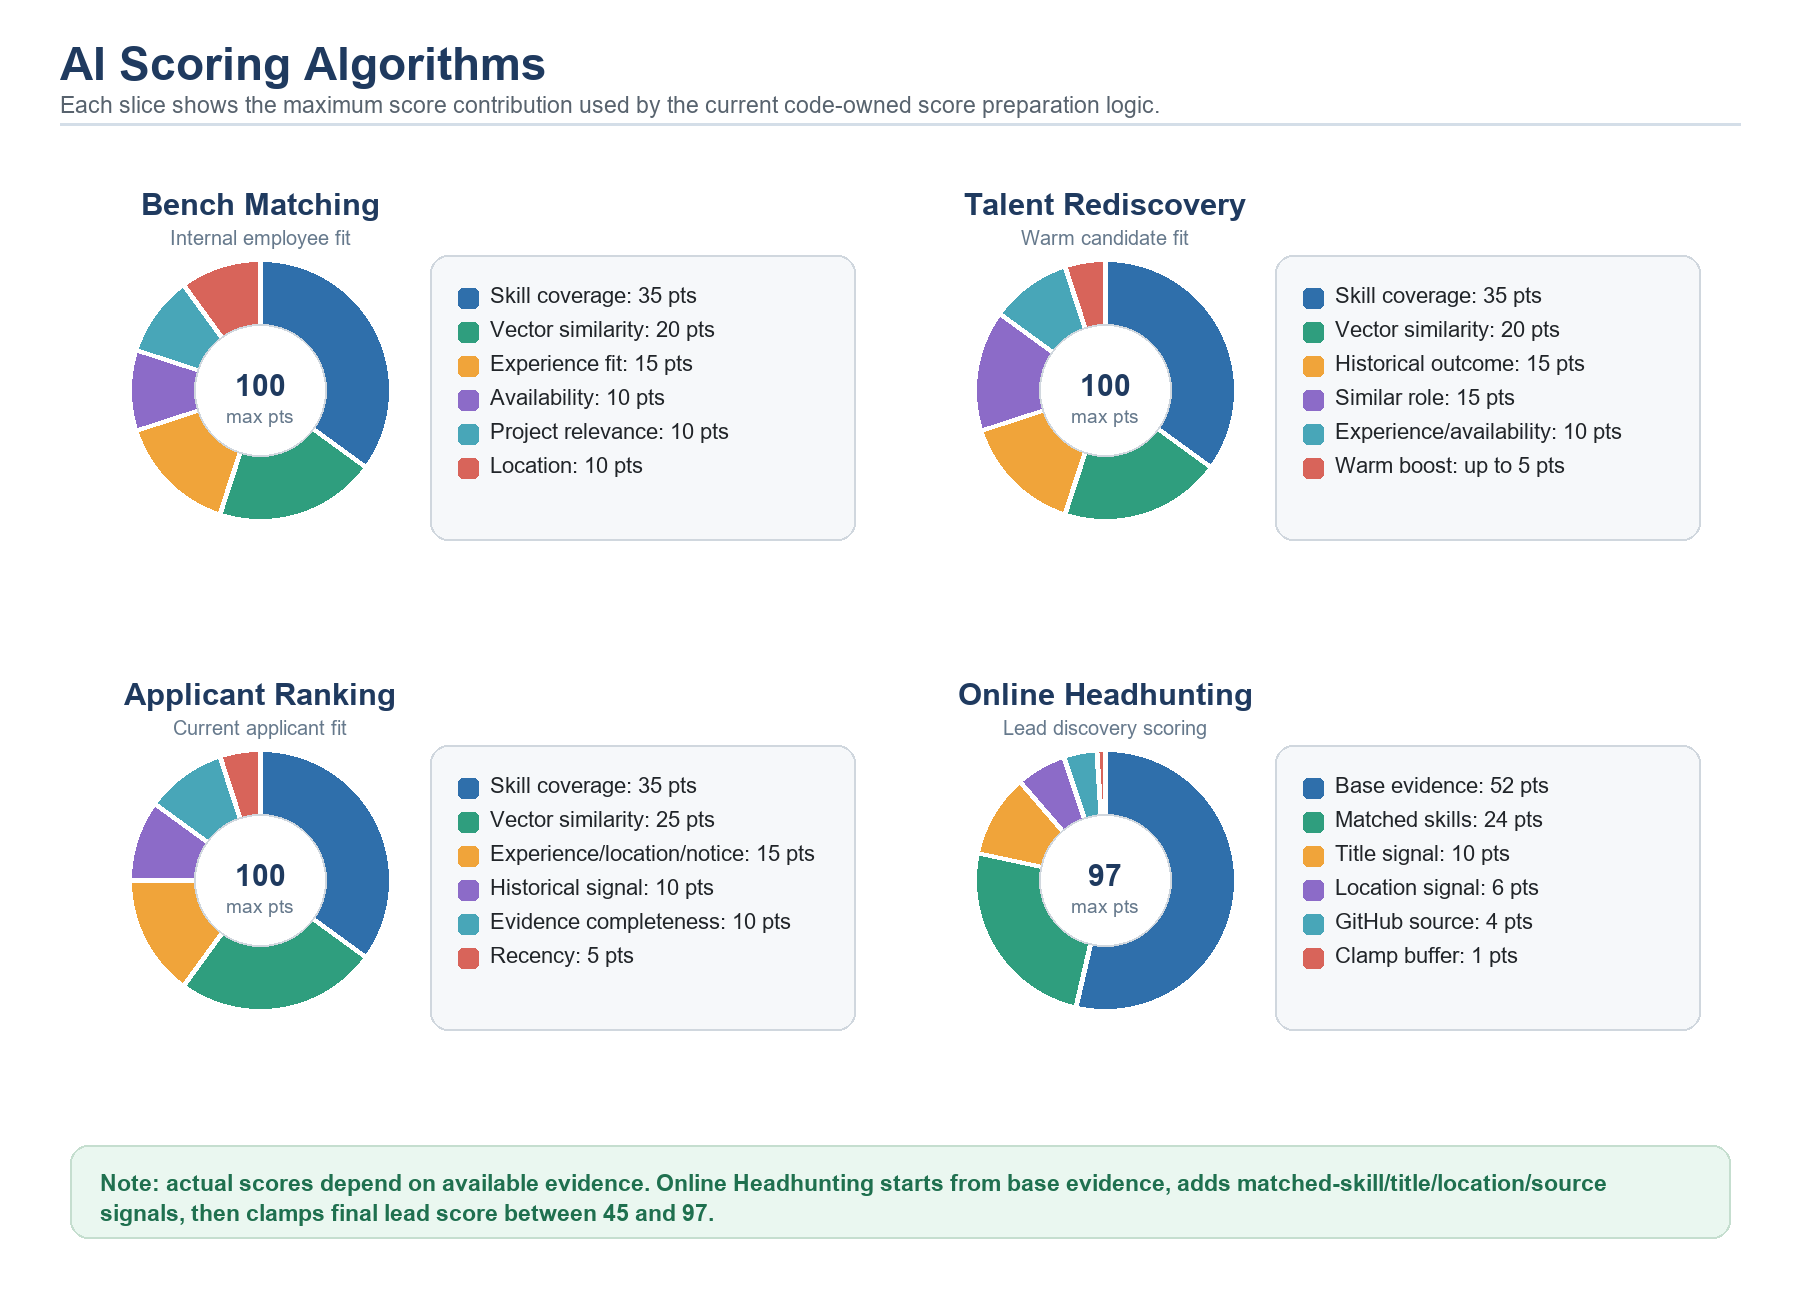 AI Scoring Algorithms
Each slice shows the maximum score contribution used by the current code-owned score preparation logic.
Bench Matching
Internal employee fit
100
max pts
Skill coverage: 35 pts
Vector similarity: 20 pts
Experience fit: 15 pts
Availability: 10 pts
Project relevance: 10 pts
Location: 10 pts
Talent Rediscovery
Warm candidate fit
100
max pts
Skill coverage: 35 pts
Vector similarity: 20 pts
Historical outcome: 15 pts
Similar role: 15 pts
Experience/availability: 10 pts
Warm boost: up to 5 pts
Applicant Ranking
Current applicant fit
100
max pts
Skill coverage: 35 pts
Vector similarity: 25 pts
Experience/location/notice: 15 pts
Historical signal: 10 pts
Evidence completeness: 10 pts
Recency: 5 pts
Online Headhunting
Lead discovery scoring
97
max pts
Base evidence: 52 pts
Matched skills: 24 pts
Title signal: 10 pts
Location signal: 6 pts
GitHub source: 4 pts
Clamp buffer: 1 pts
Note: actual scores depend on available evidence. Online Headhunting starts from base evidence, adds matched-skill/title/location/source
signals, then clamps final lead score between 45 and 97.